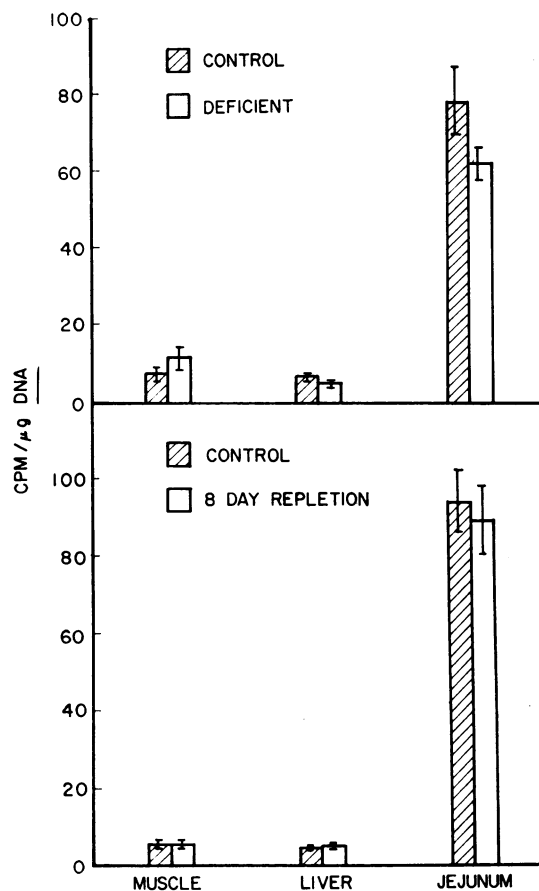 100
CONTROL
80
DEFICIENT
60
40
20
0
CPM/μg DNA
CONTROL
100
8 DAY REPLETION
80
60
40
20
0
MUSCLE LIVER JEJUNUM